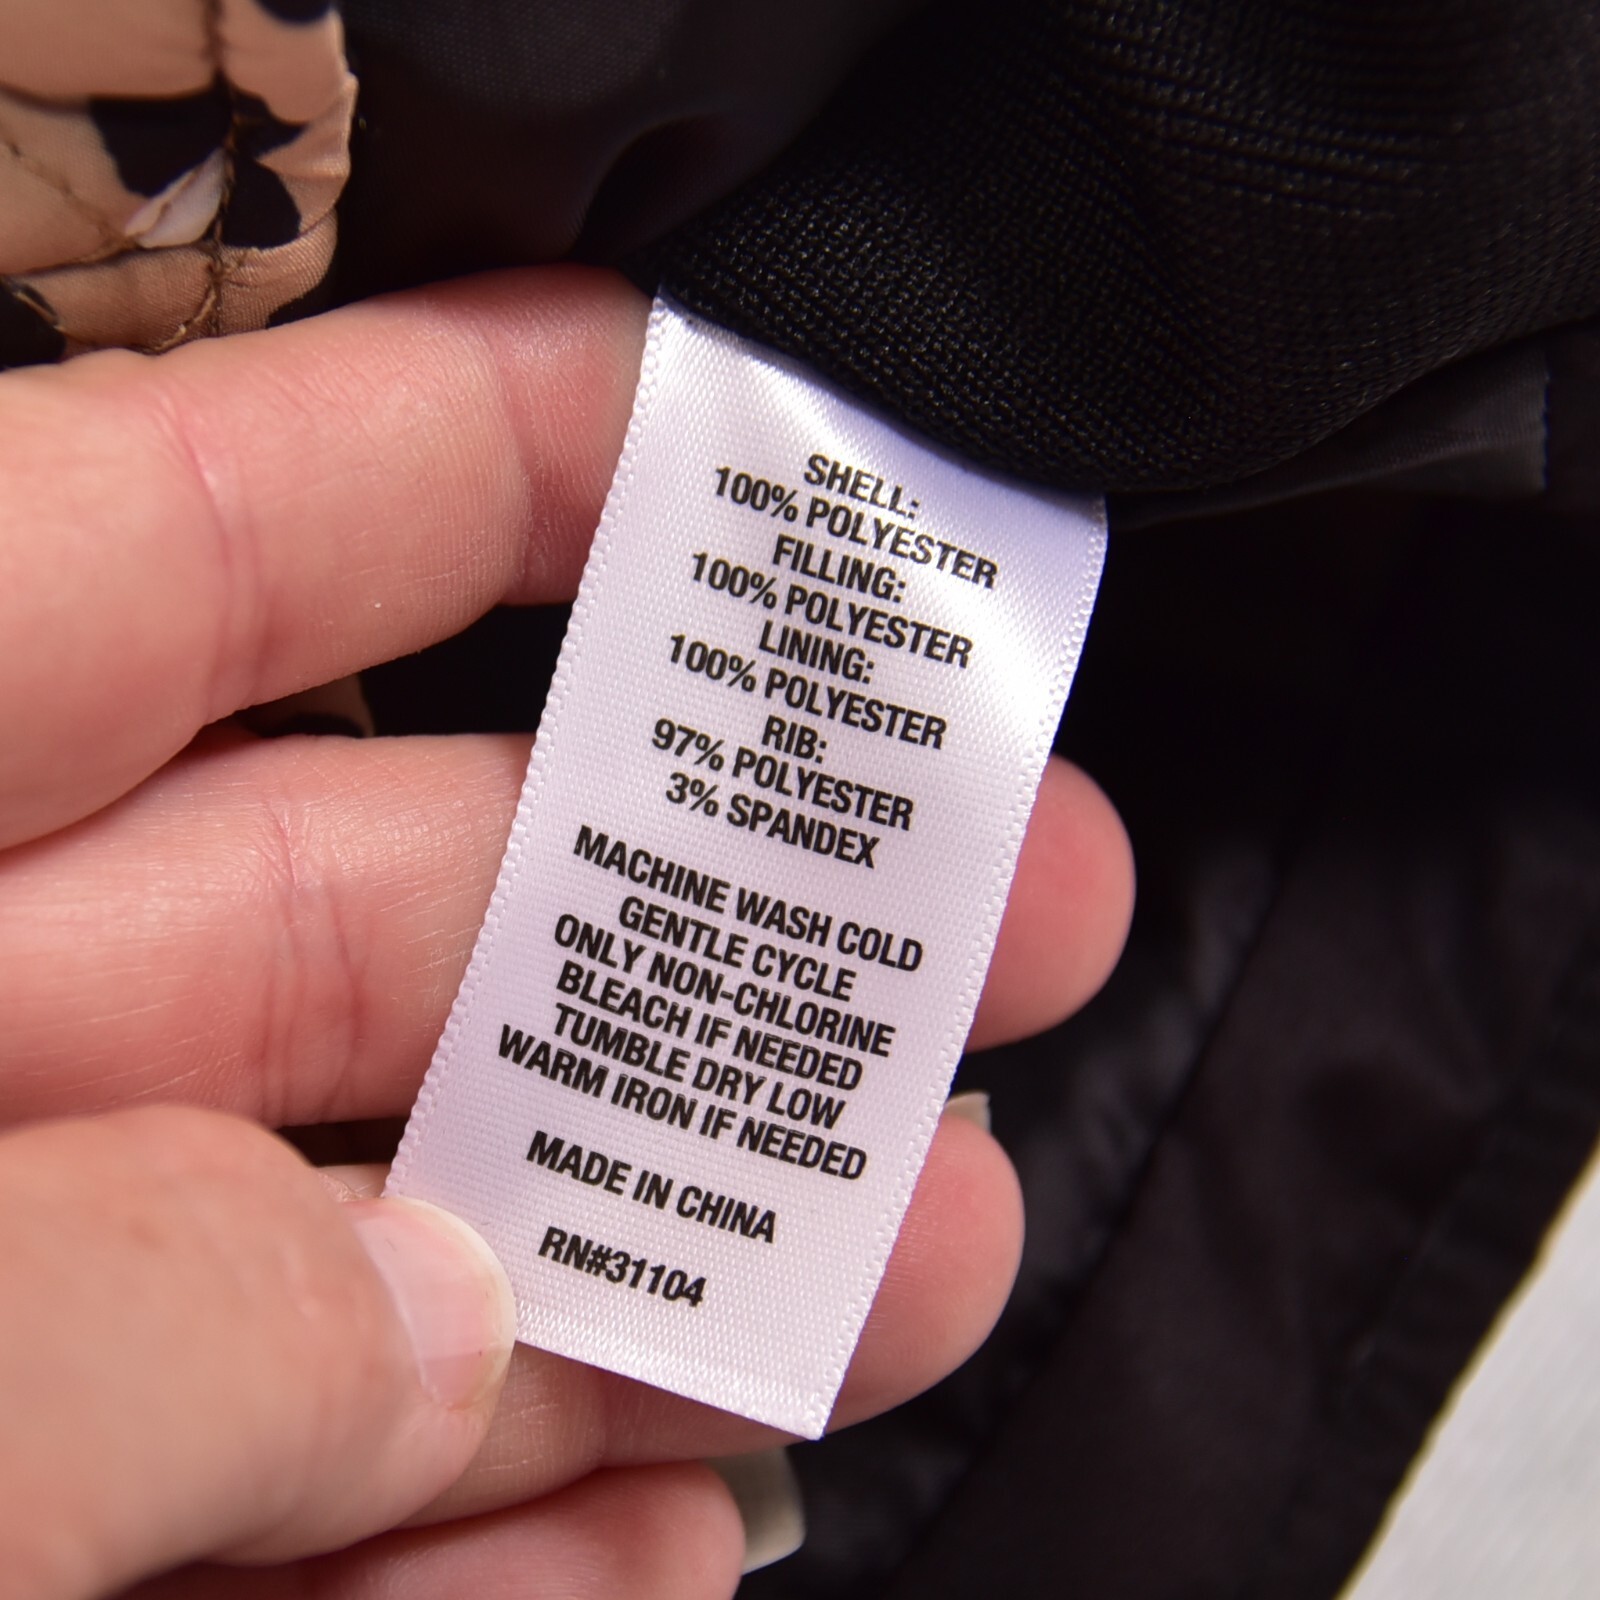 SHELL:
100% POLYESTER
FILLING:
100% POLYESTER
LINING:
100% POLYESTER
RIB:
97% POLYESTER
3% SPANDEX
MACHINE WASH COLD
GENTLE CYCLE
ONLY NON-CHLORINE
BLEACH IF NEEDED
TUMBLE DRY LOW
WARM IRON IF NEEDED
MADE IN CHINA
RN#31104